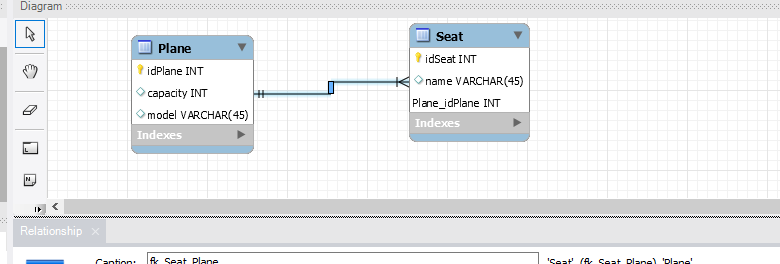 Diagram
Plane
idPlane INT
capacity INT
model VARCHAR(45)
Indexes
Seat
idSeat INT
name VARCHAR(45)
Plane_idPlane INT
Indexes
Relationship
Caption: fk_Seat_Plane 'Seat' (fk_Seat_Plane) 'Plane'